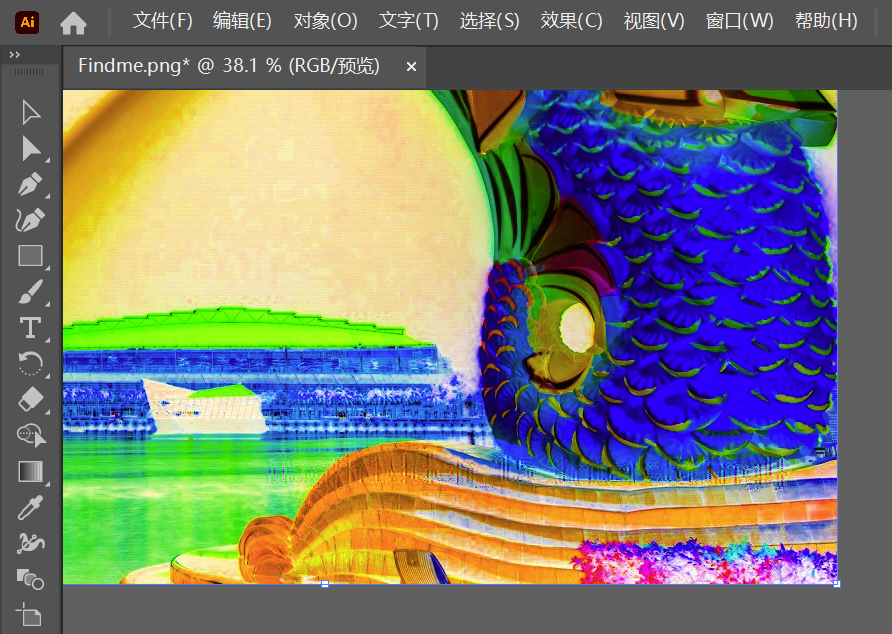 Ai 文件(F) 编辑(E) 对象(O) 文字(T) 选择(S) 效果(C) 视图(V) 窗口(W) 帮助(H)
Findme.png* @ 38.1 % (RGB/预览) ×